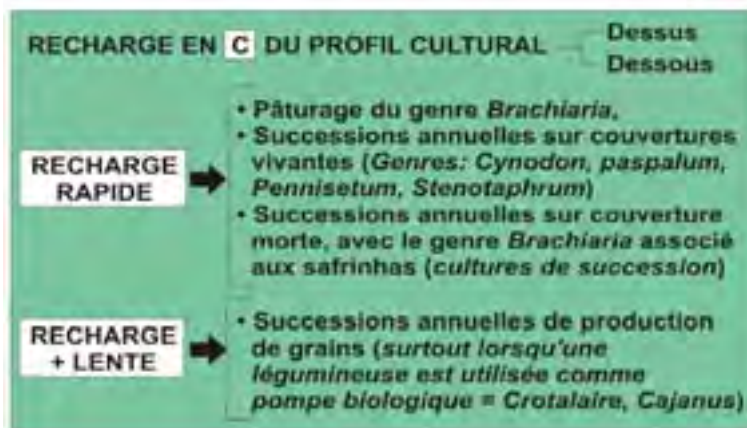 RECHARGE EN C DU PROFIL CULTURAL
Dessus
Dessous
RECHARGE
RAPIDE
• Pâturage du genre Brachiaria,
• Successions annuelles sur couvertures
vivantes (Genres: Cynodon, paspalum,
Pennisetum, Stenotaphrum)
• Successions annuelles sur couverture
morte, avec le genre Brachiaria associé
aux safrinhas (cultures de succession)
RECHARGE
+ LENTE
• Successions annuelles de production
de grains (surtout lorsqu'une
légumineuse est utilisée comme
pompe biologique = Crotalaire, Cajanus)